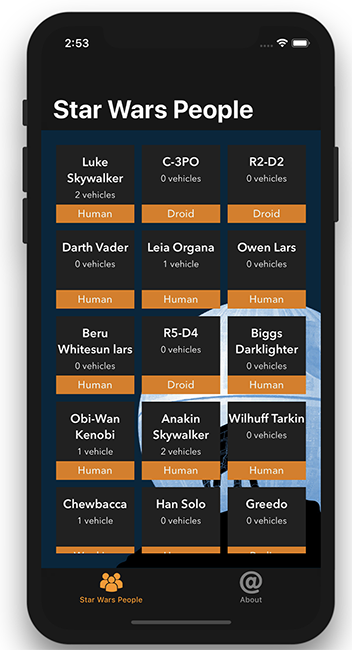 2:53
Star Wars People
Luke
Skywalker
2 vehicles
Human
C-3PO
0 vehicles
Droid
R2-D2
0 vehicles
Droid
Darth Vader
0 vehicles
Human
Leia Organa
1 vehicle
Human
Owen Lars
0 vehicles
Human
Beru
Whitesun lars
0 vehicles
Human
R5-D4
0 vehicles
Droid
Biggs
Darklighter
0 vehicles
Human
Obi-Wan
Kenobi
1 vehicle
Human
Anakin
Skywalker
2 vehicles
Human
Wilhuff Tarkin
0 vehicles
Human
Chewbacca
1 vehicle
Han Solo
0 vehicles
Greedo
0 vehicles
Star Wars People
@
About